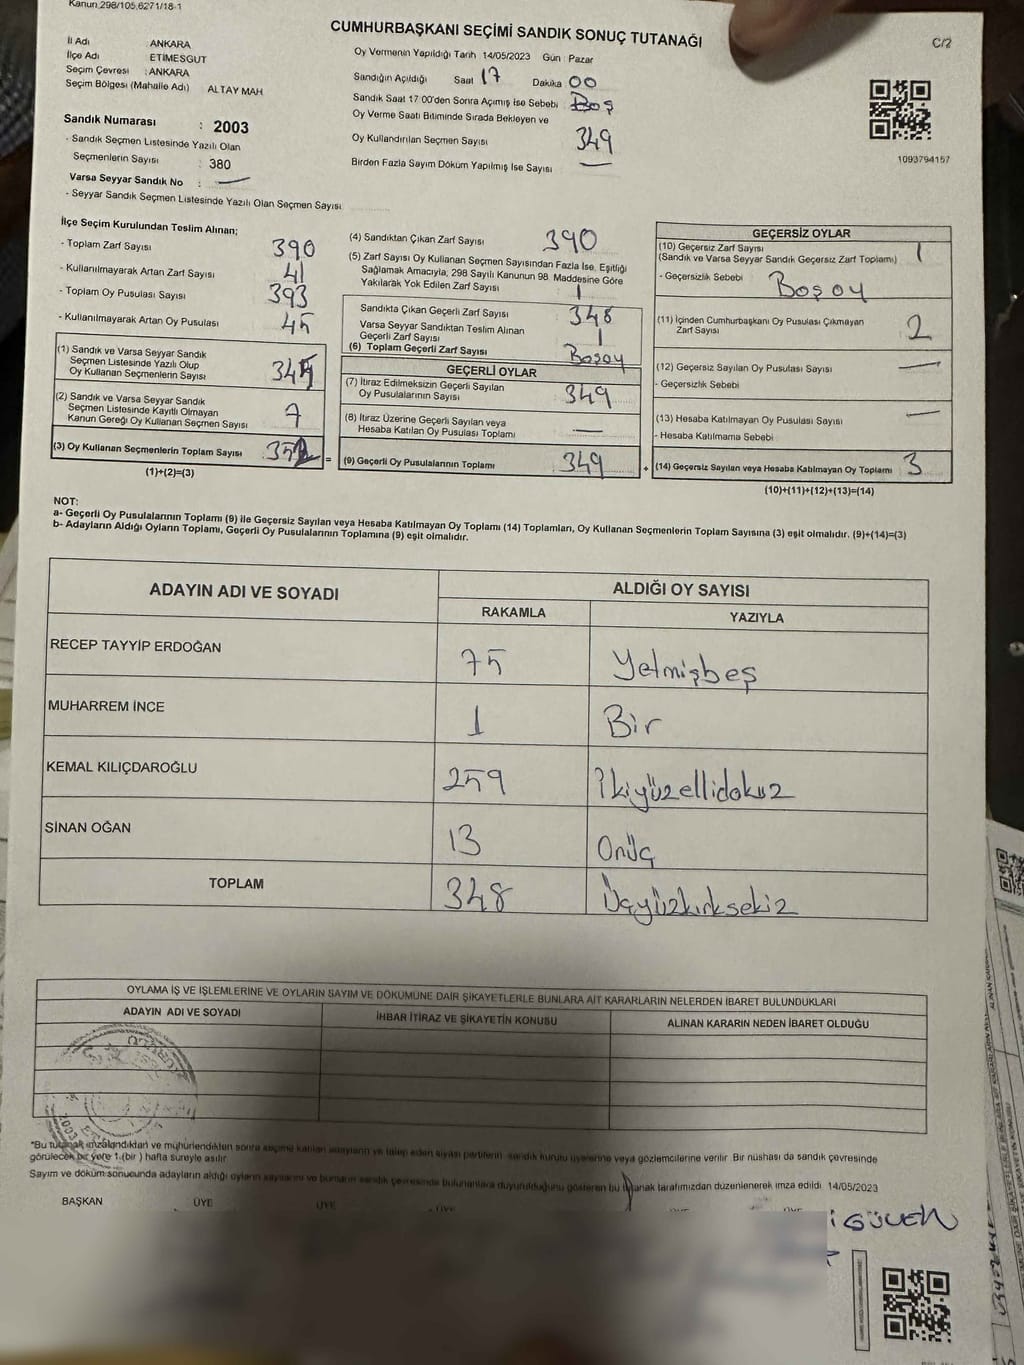 Kanun.298/105,6271/18-1
CUMHURBAŞKANI SEÇİMİ SANDIK SONUÇ TUTANAĞI
C/2
İl Adı : ANKARA
İlçe Adı : ETİMESGUT
Seçim Çevresi : ANKARA
Seçim Bölgesi (Mahalle Adı) ALTAY MAH
Oy Vermenin Yapıldığı Tarih 14/05/2023 Gün : Pazar
Sandığın Açıldığı Saat 17 Dakika 00
Sandık Saat 17 00'den Sonra Açımış İse Sebebi Boş
Oy Verme Saati Bitiminde Sırada Bekleyen ve
Oy Kullandırılan Seçmen Sayısı 349
Birden Fazla Sayım Döküm Yapılmış İse Sayısı —
1093794157
Sandık Numarası : 2003
- Sandık Seçmen Listesinde Yazılı Olan
Seçmenlerin Sayısı : 380
Varsa Seyyar Sandık No : —
- Seyyar Sandık Seçmen Listesinde Yazılı Olan Seçmen Sayısı
İlçe Seçim Kurulundan Teslim Alınan;
- Toplam Zarf Sayısı 390
- Kullanılmayarak Artan Zarf Sayısı 41
- Toplam Oy Pusulası Sayısı 393
- Kullanılmayarak Artan Oy Pusulası 45
(1) Sandık ve Varsa Seyyar Sandık
Seçmen Listesinde Yazılı Olup
Oy Kullanan Seçmenlerin Sayısı
(2) Sandık ve Varsa Seyyar Sandık
Seçmen Listesinde Kayıtlı Olmayan
Kanun Gereği Oy Kullanan Seçmen Sayısı 7
(3) Oy Kullanan Seçmenlerin Toplam Sayısı 352 =
(1)+(2)=(3)
(4) Sandıktan Çıkan Zarf Sayısı 390
(5) Zarf Sayısı Oy Kullanan Seçmen Sayısından Fazla İse, Eşitliği
Sağlamak Amacıyla, 298 Sayılı Kanunun 98. Maddesine Göre
Yakılarak Yok Edilen Zarf Sayısı 1
Sandıkta Çıkan Geçerli Zarf Sayısı 348
Varsa Seyyar Sandıktan Teslim Alınan
Geçerli Zarf Sayısı 1
(6) Toplam Geçerli Zarf Sayısı Boşoy
GEÇERLİ OYLAR
(7) İtiraz Edilmeksizin Geçerli Sayılan
Oy Pusulalarının Sayısı 349
(8) İtiraz Üzerine Geçerli Sayılan veya
Hesaba Katılan Oy Pusulası Toplamı —
(9) Geçerli Oy Pusulalarının Toplamı 349 +
GEÇERSİZ OYLAR
(10) Geçersiz Zarf Sayısı 1
(Sandık ve Varsa Seyyar Sandık Geçersiz Zarf Toplamı)
- Geçersizlik Sebebi Boşoy
(11) İçinden Cumhurbaşkanı Oy Pusulası Çıkmayan
Zarf Sayısı 2
(12) Geçersiz Sayılan Oy Pusulası Sayısı —
- Geçersizlik Sebebi
(13) Hesaba Katılmayan Oy Pusulası Sayısı —
- Hesaba Katılmama Sebebi
(14) Geçersiz Sayılan veya Hesaba Katılmayan Oy Toplamı 3
(10)+(11)+(12)+(13)=(14)
NOT:
a- Geçerli Oy Pusulalarının Toplamı (9) ile Geçersiz Sayılan veya Hesaba Katılmayan Oy Toplamı (14) Toplamları, Oy Kullanan Seçmenlerin Toplam Sayısına (3) eşit olmalıdır. (9)+(14)=(3)
b- Adayların Aldığı Oyların Toplamı, Geçerli Oy Pusulalarının Toplamına (9) eşit olmalıdır.
ADAYIN ADI VE SOYADI
ALDIĞI OY SAYISI
RAKAMLA YAZIYLA
RECEP TAYYİP ERDOĞAN 75 Yetmişbeş
MUHARREM İNCE 1 Bir
KEMAL KILIÇDAROĞLU 259 İkiyüzellidokuz
SİNAN OĞAN 13 Onüç
TOPLAM 348 Üçyüzkırksekiz
OYLAMA İŞ VE İŞLEMLERİNE VE OYLARIN SAYIM VE DÖKÜMÜNE DAİR ŞİKAYETLERLE BUNLARA AİT KARARLARIN NELERDEN İBARET BULUNDUKLARI
ADAYIN ADI VE SOYADI İHBAR İTİRAZ VE ŞİKAYETİN KONUSU ALINAN KARARIN NEDEN İBARET OLDUĞU
2003
*Bu tutanak imzalandıktan ve mühürlendikten sonra seçime katılan adayların ve talep eden siyasi partilerin sandık kurulu üyelerine veya gözlemcilerine verilir. Bir nüshası da sandık çevresinde
görülecek bir yere 1 (bir) hafta süreyle asılır.
Sayım ve döküm sonucunda adayların aldığı oyların sayılarını ve bunların sandık çevresinde bulunanlara duyurulduğunu gösteren bu tutanak tarafımızdan düzenlenerek imza edildi. 14/05/2023
BAŞKAN ÜYE ÜYE ÜYE ÜYE ÜYE
GÜVEN